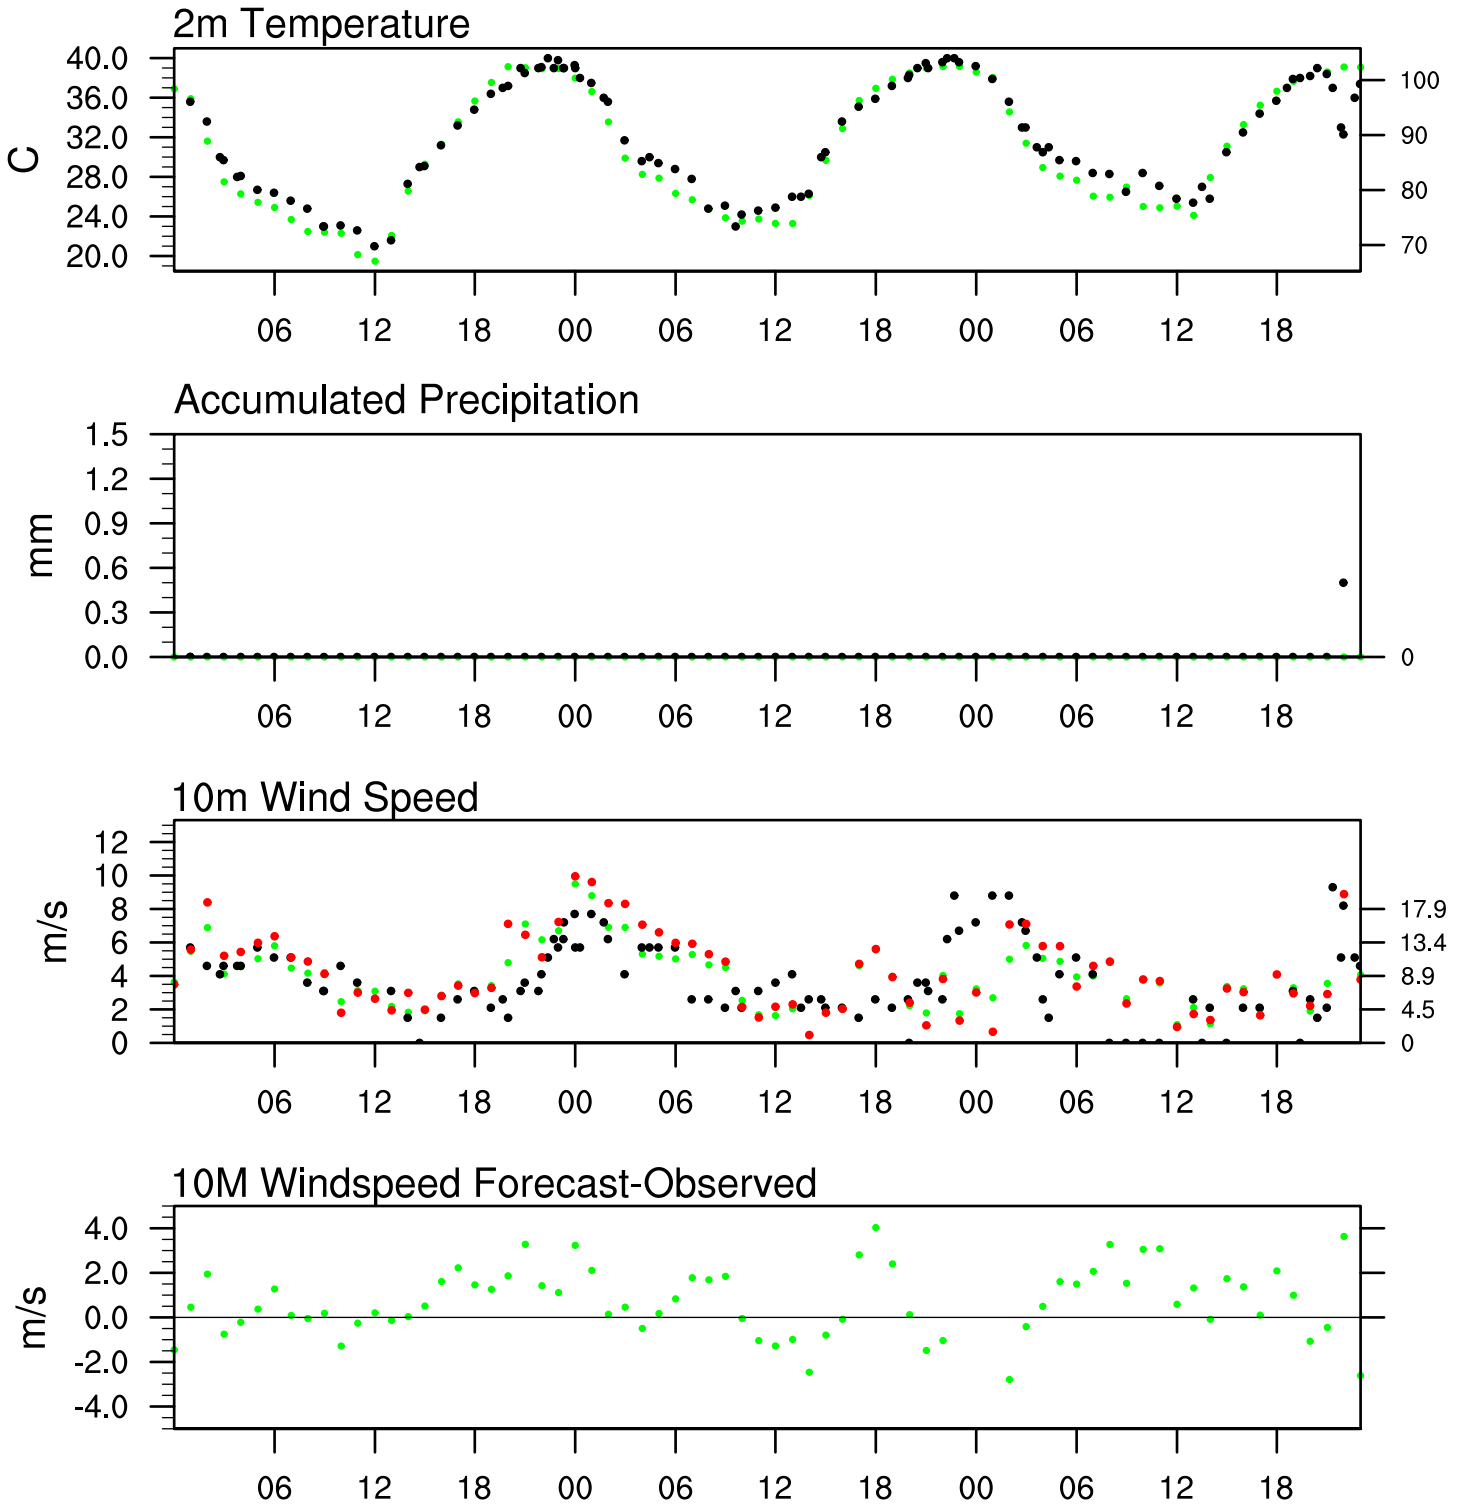 2m Temperature
40.0
36.0
32.0
28.0
24.0
20.0
C
100
90
80
70
06 12 18 00 06 12 18 00 06 12 18
Accumulated Precipitation
1.5
1.2
0.9
0.6
0.3
0.0
mm
0
06 12 18 00 06 12 18 00 06 12 18
10m Wind Speed
12
10
8
6
4
2
0
m/s
17.9
13.4
8.9
4.5
0
06 12 18 00 06 12 18 00 06 12 18
10M Windspeed Forecast-Observed
4.0
2.0
0.0
-2.0
-4.0
m/s
06 12 18 00 06 12 18 00 06 12 18